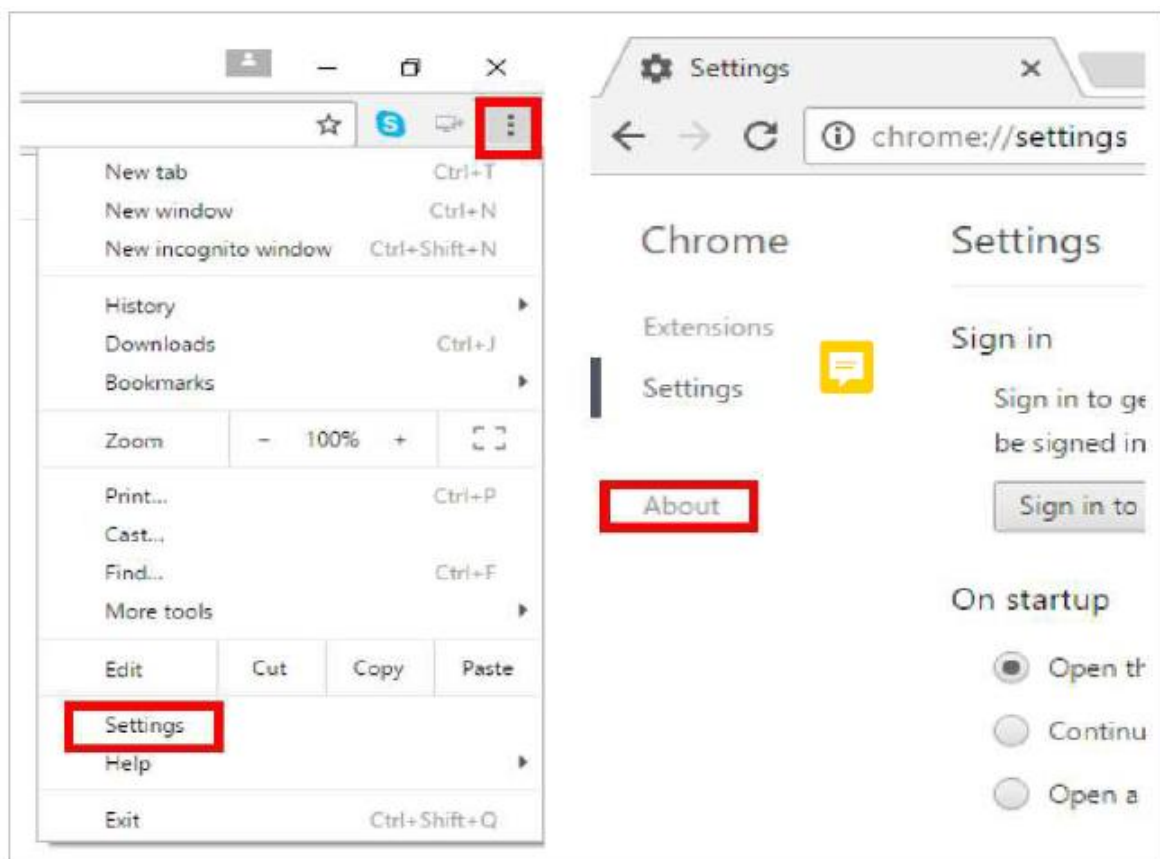 New tab Ctrl+T
New window Ctrl+N
New incognito window Ctrl+Shift+N
History
Downloads Ctrl+J
Bookmarks
Zoom - 100% +
Print... Ctrl+P
Cast...
Find... Ctrl+F
More tools
Edit Cut Copy Paste
Settings
Help
Exit Ctrl+Shift+Q
Settings
chrome://settings
Chrome
Extensions
Settings
About
Settings
Sign in
Sign in to ge
be signed in
Sign in to
On startup
Open th
Continu
Open a